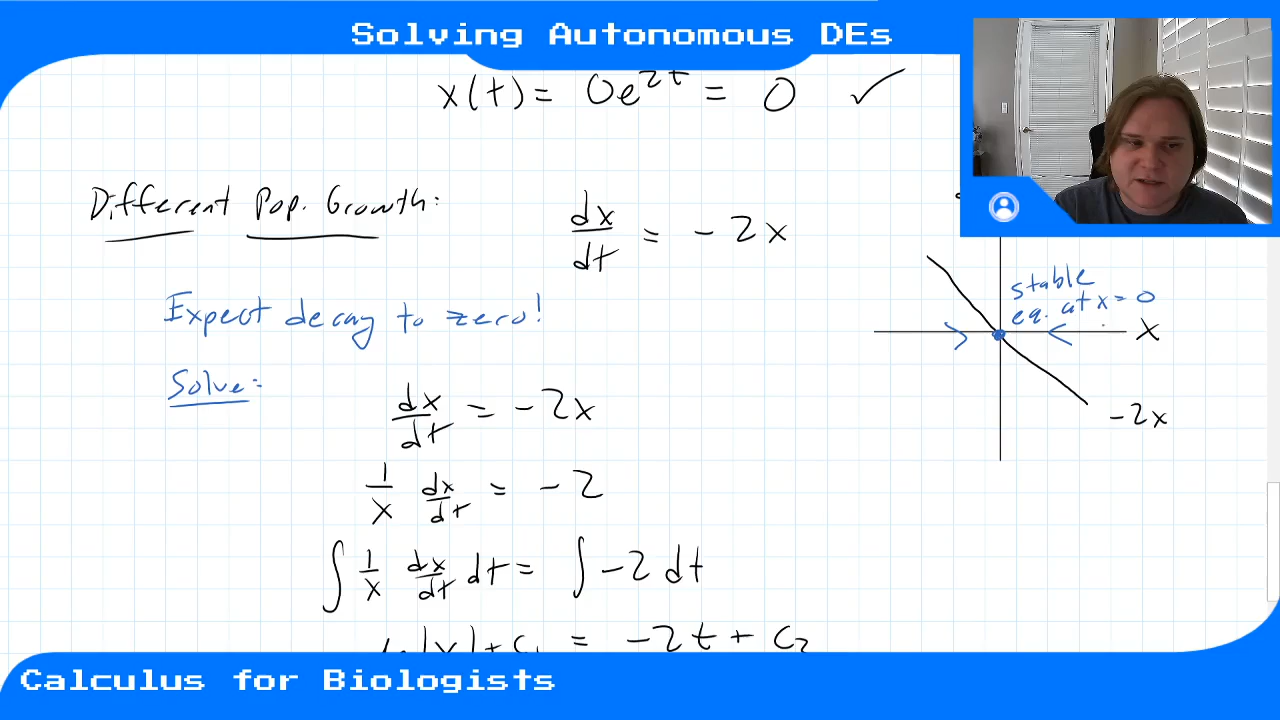 Solving Autonomous DEs
x(t) = 0e^{2t} = 0 ✓
Different Pop. Growth: dx/dt = -2x
stable
eq. at x = 0
x
Expect decay to zero!
-2x
Solve:
dx/dt = -2x
1/x dx/dt = -2
∫ 1/x dx/dt dt = ∫ -2 dt
ln|x| + c₁ = -2t + c₂
Calculus for Biologists